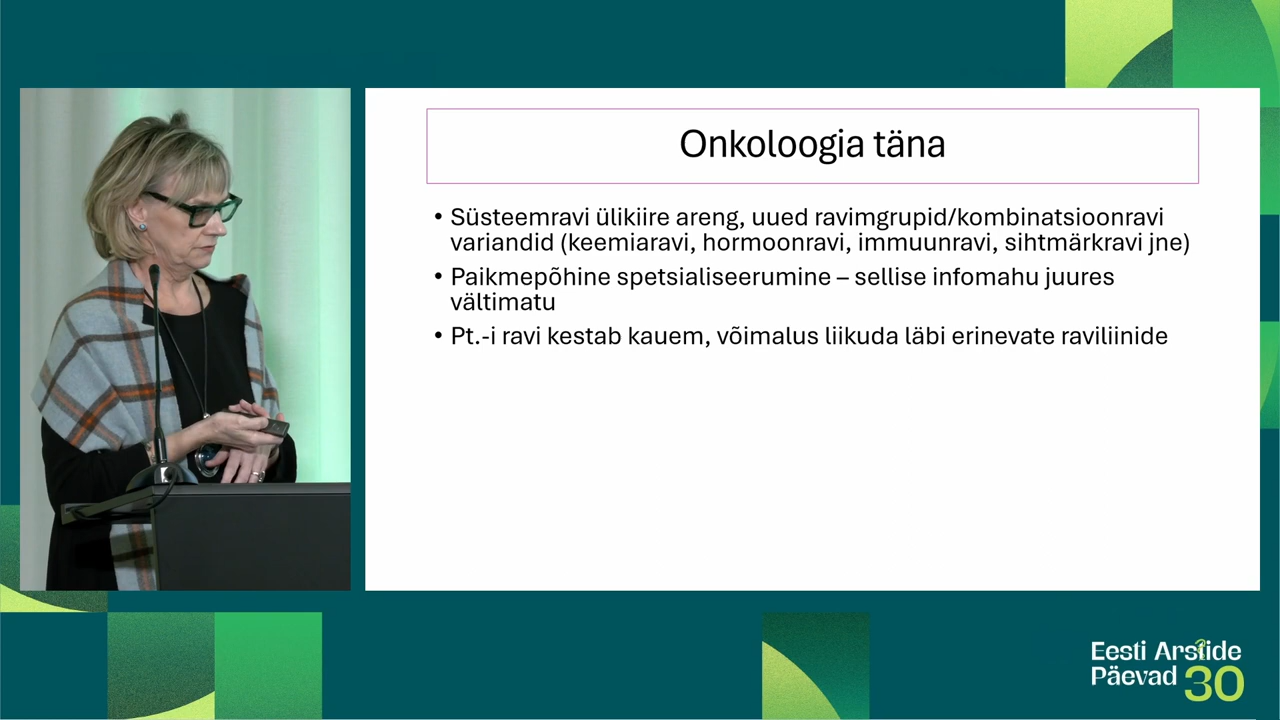 Onkoloogia täna
• Süsteemravi ülikiire areng, uued ravimgrupid/kombinatsioonravi
variandid (keemiaravi, hormoonravi, immuunravi, sihtmärkravi jne)
• Paikmepõhine spetsialiseerumine – sellise infomahu juures
vältimatu
• Pt.-i ravi kestab kauem, võimalus liikuda läbi erinevate raviliinide
Eesti Arstide
Päevad 30